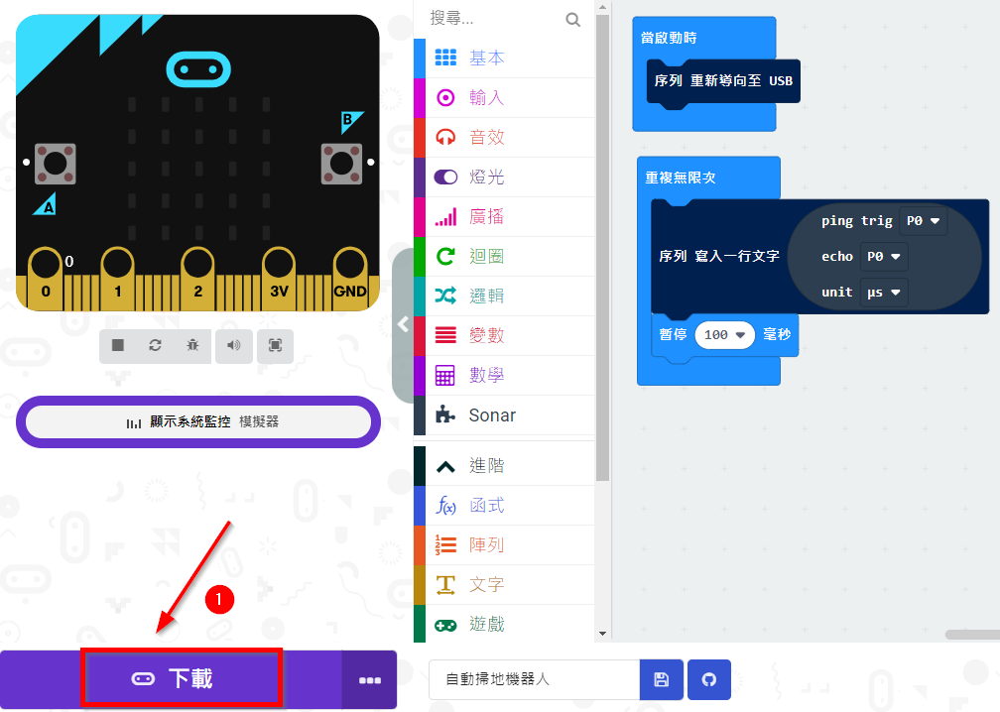 B
A
0
0
1
2
3V
GND
顯示系統監控 模擬器
1
下載
搜尋...
基本
輸入
音效
燈光
廣播
迴圈
邏輯
變數
數學
Sonar
進階
f(x) 函式
陣列
文字
遊戲
自動掃地機器人
當啟動時
序列 重新導向至 USB
重複無限次
序列 寫入一行文字
ping trig P0
echo P0
unit μs
暫停 100 毫秒